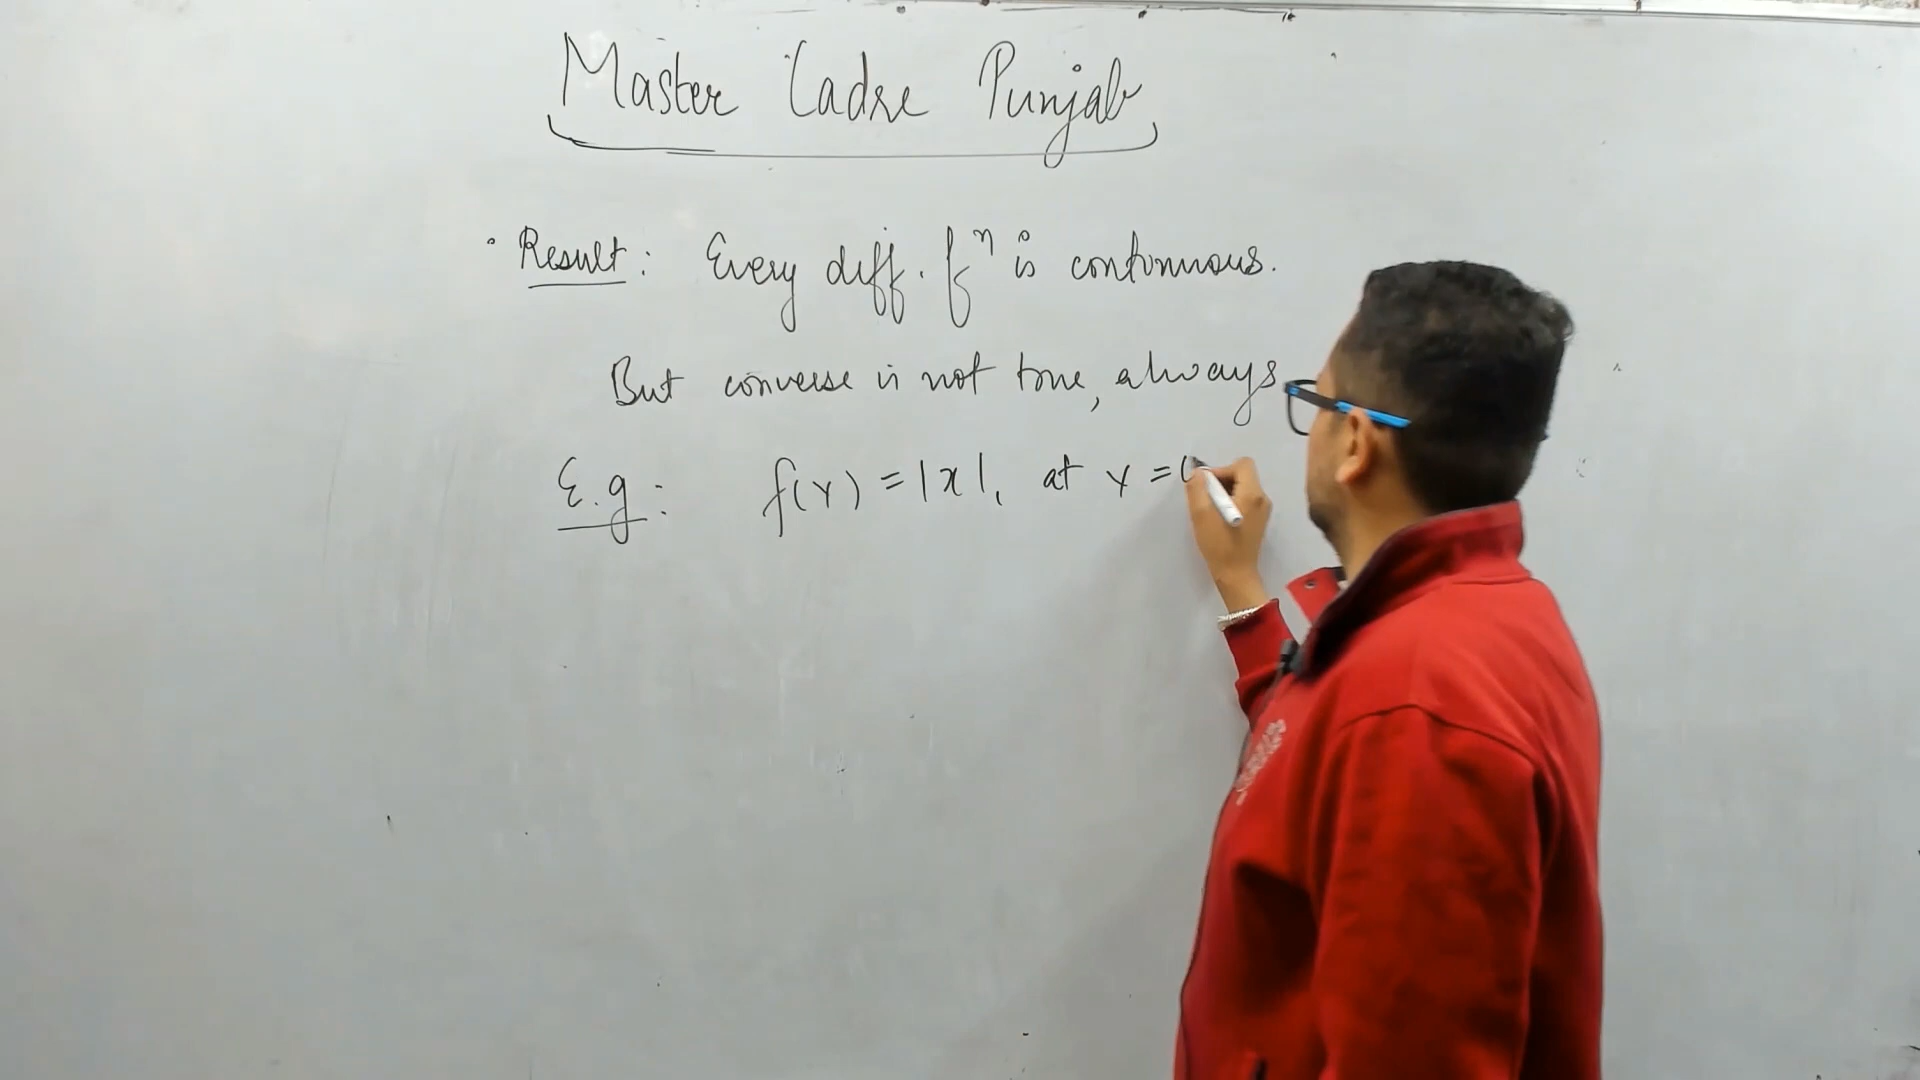 Master Cadre Punjab
• Result: Every diff. fⁿ is continuous.
But converse is not true, always
E.g: f(x) = |x|, at x = 0